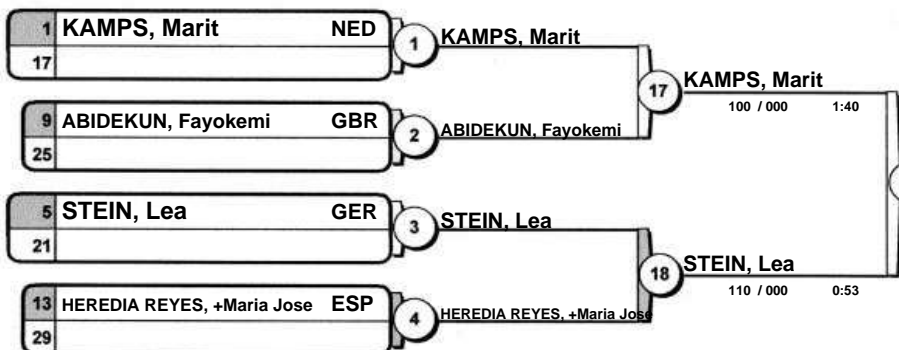 1 KAMPS, Marit NED
17
1
KAMPS, Marit
9 ABIDEKUN, Fayokemi GBR
25
2
ABIDEKUN, Fayokemi
17
KAMPS, Marit
100 / 000 1:40
5 STEIN, Lea GER
21
3
STEIN, Lea
13 HEREDIA REYES, +Maria Jose ESP
29
4
HEREDIA REYES, +Maria Jose
18
STEIN, Lea
110 / 000 0:53